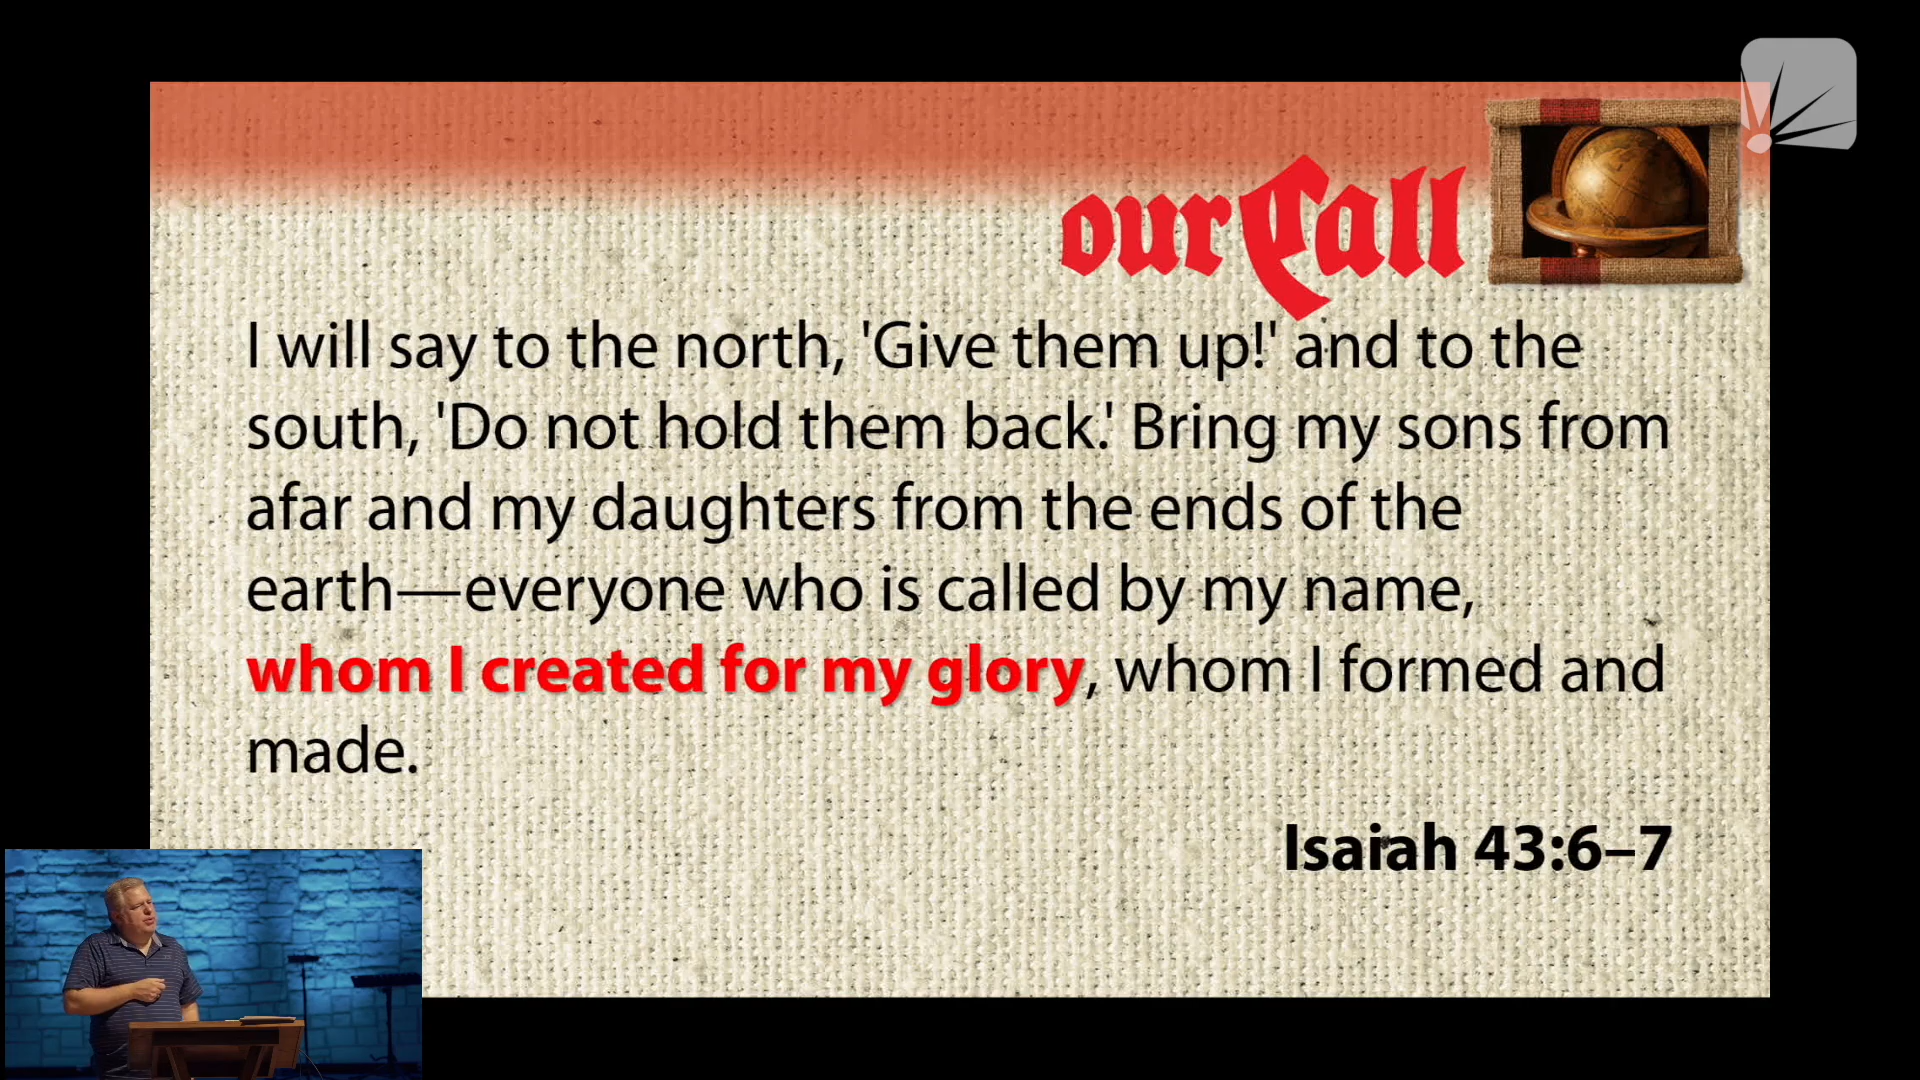 our Call
I will say to the north, 'Give them up!' and to the
south, 'Do not hold them back.' Bring my sons from
afar and my daughters from the ends of the
earth—everyone who is called by my name,
whom I created for my glory, whom I formed and
made.
Isaiah 43:6–7